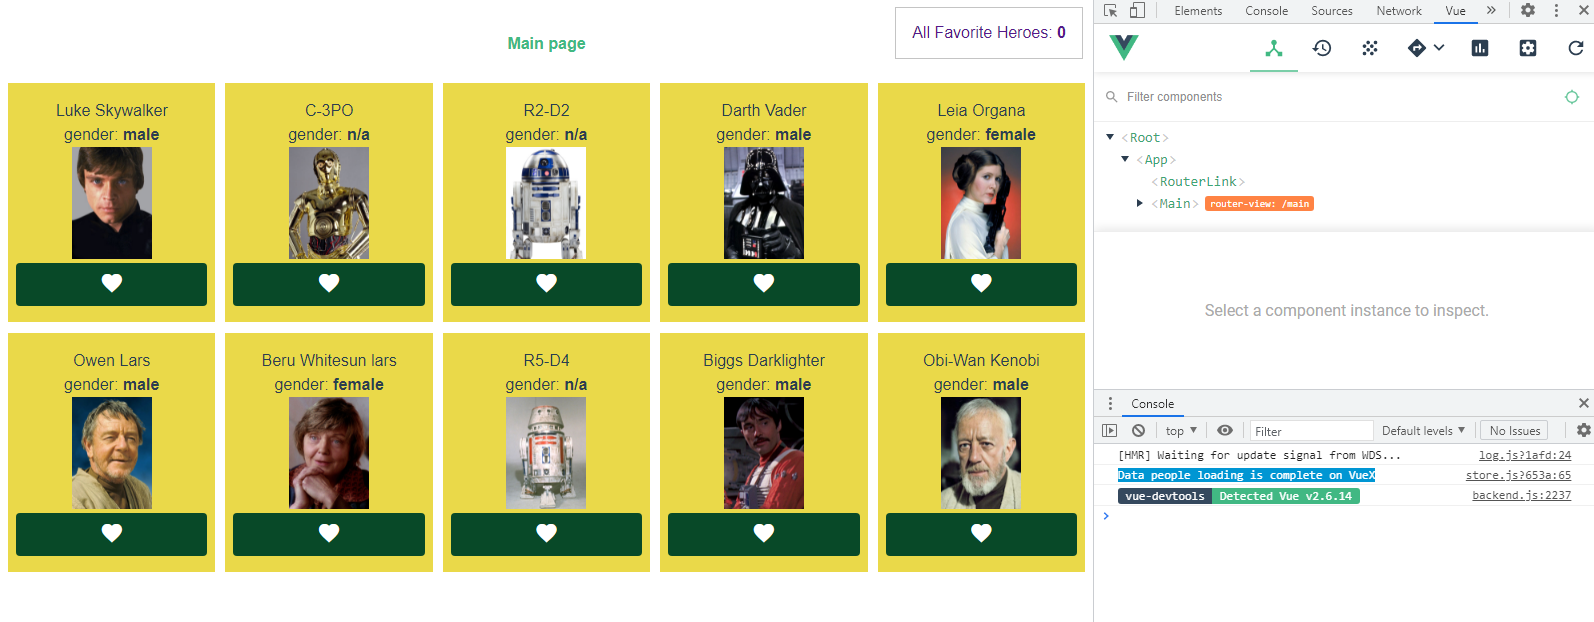 Main page
All Favorite Heroes: 0
Luke Skywalker
gender: male
C-3PO
gender: n/a
R2-D2
gender: n/a
Darth Vader
gender: male
Leia Organa
gender: female
Owen Lars
gender: male
Beru Whitesun lars
gender: female
R5-D4
gender: n/a
Biggs Darklighter
gender: male
Obi-Wan Kenobi
gender: male
Elements Console Sources Network Vue
Filter components
<Root>
<App>
<RouterLink>
<Main> router-view: /main
Select a component instance to inspect.
Console
top Filter Default levels No Issues
[HMR] Waiting for update signal from WDS... log.js?1afd:24
Data people loading is complete on VueX store.js?653a:65
vue-devtools Detected Vue v2.6.14 backend.js:2237